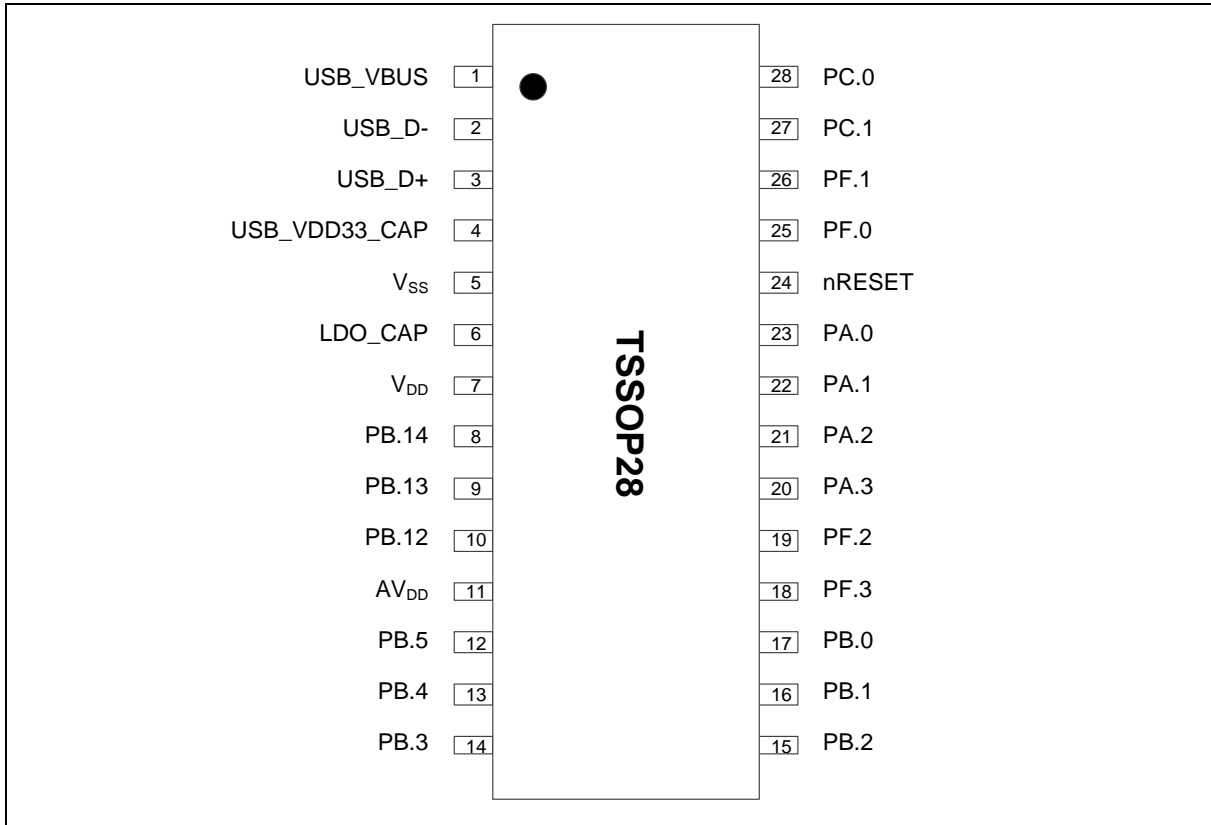 USB_VBUS 1
USB_D- 2
USB_D+ 3
USB_VDD33_CAP 4
VSS 5
LDO_CAP 6
VDD 7
PB.14 8
PB.13 9
PB.12 10
AVDD 11
PB.5 12
PB.4 13
PB.3 14
TSSOP28
28 PC.0
27 PC.1
26 PF.1
25 PF.0
24 nRESET
23 PA.0
22 PA.1
21 PA.2
20 PA.3
19 PF.2
18 PF.3
17 PB.0
16 PB.1
15 PB.2